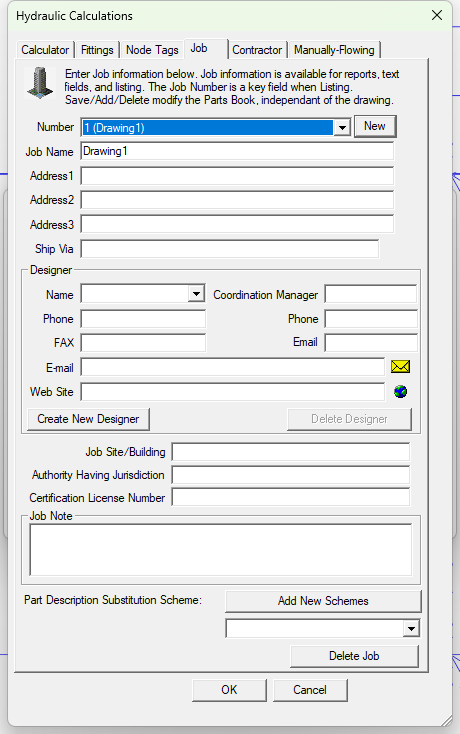 Hydraulic Calculations
Calculator Fittings Node Tags Job Contractor Manually-Flowing
Enter Job information below. Job information is available for reports, text
fields, and listing. The Job Number is a key field when Listing.
Save/Add/Delete modify the Parts Book, independant of the drawing.
Number 1 (Drawing1) New
Job Name Drawing1
Address1
Address2
Address3
Ship Via
Designer
Name Coordination Manager
Phone Phone
FAX Email
E-mail
Web Site
Create New Designer Delete Designer
Job Site/Building
Authority Having Jurisdiction
Certification License Number
Job Note
Part Description Substitution Scheme: Add New Schemes
Delete Job
OK Cancel